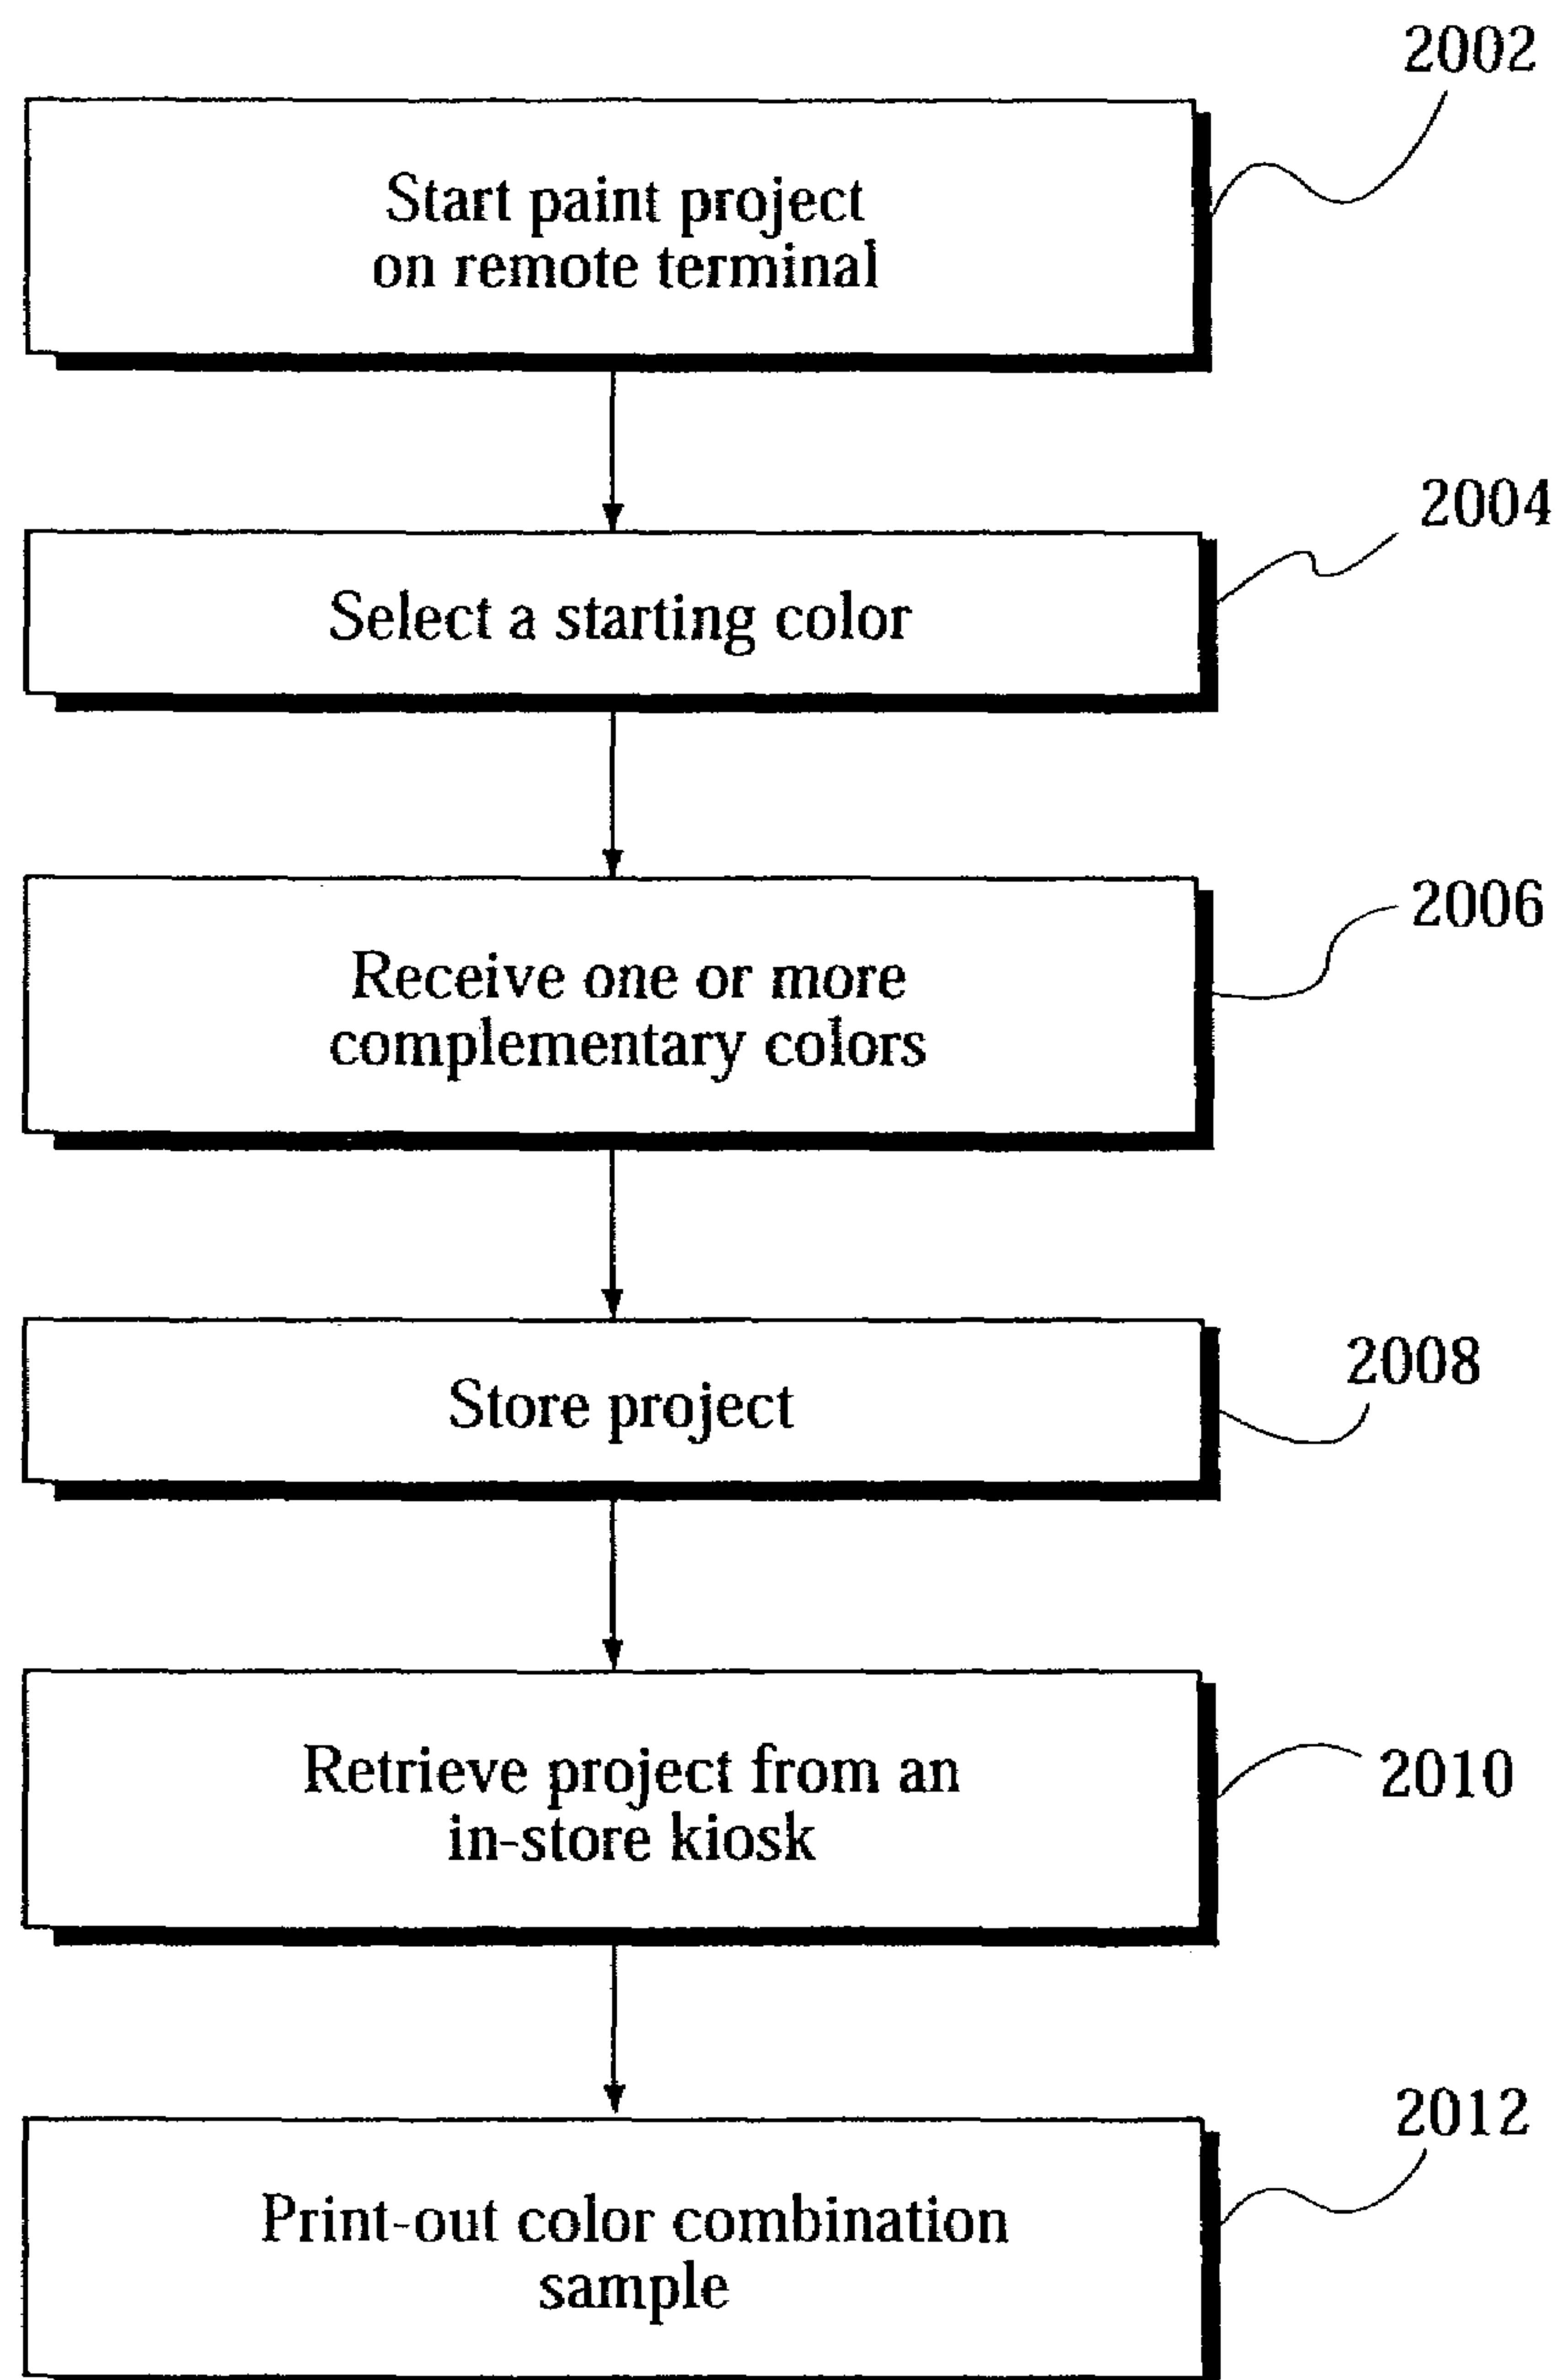 2002
Start paint project
on remote terminal
2004
Select a starting color
2006
Receive one or more
complementary colors
2008
Store project
2010
Retrieve project from an
in-store kiosk
2012
Print-out color combination
sample